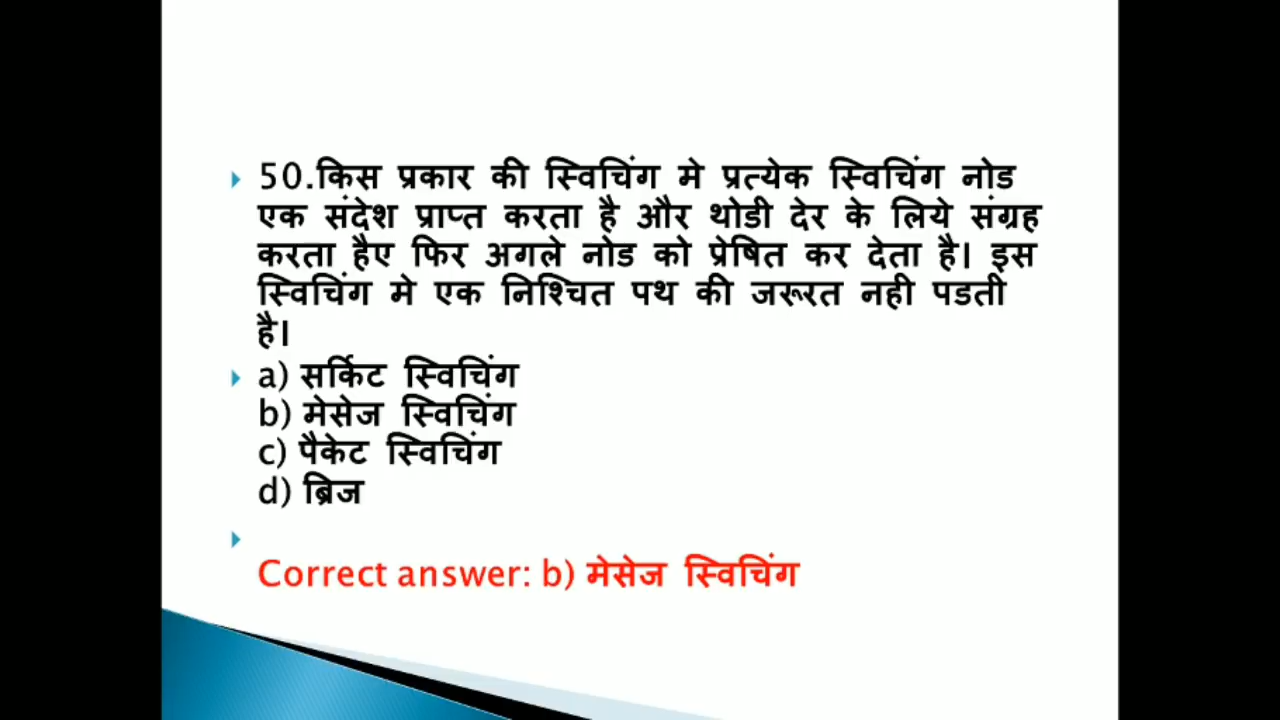 50.किस प्रकार की स्विचिंग मे प्रत्येक स्विचिंग नोड
एक संदेश प्राप्त करता है और थोडी देर के लिये संग्रह
करता हैए फिर अगले नोड को प्रेषित कर देता है। इस
स्विचिंग मे एक निश्चित पथ की जरूरत नही पडती
है।
a) सर्किट स्विचिंग
b) मेसेज स्विचिंग
c) पैकेट स्विचिंग
d) ब्रिज
Correct answer: b) मेसेज स्विचिंग